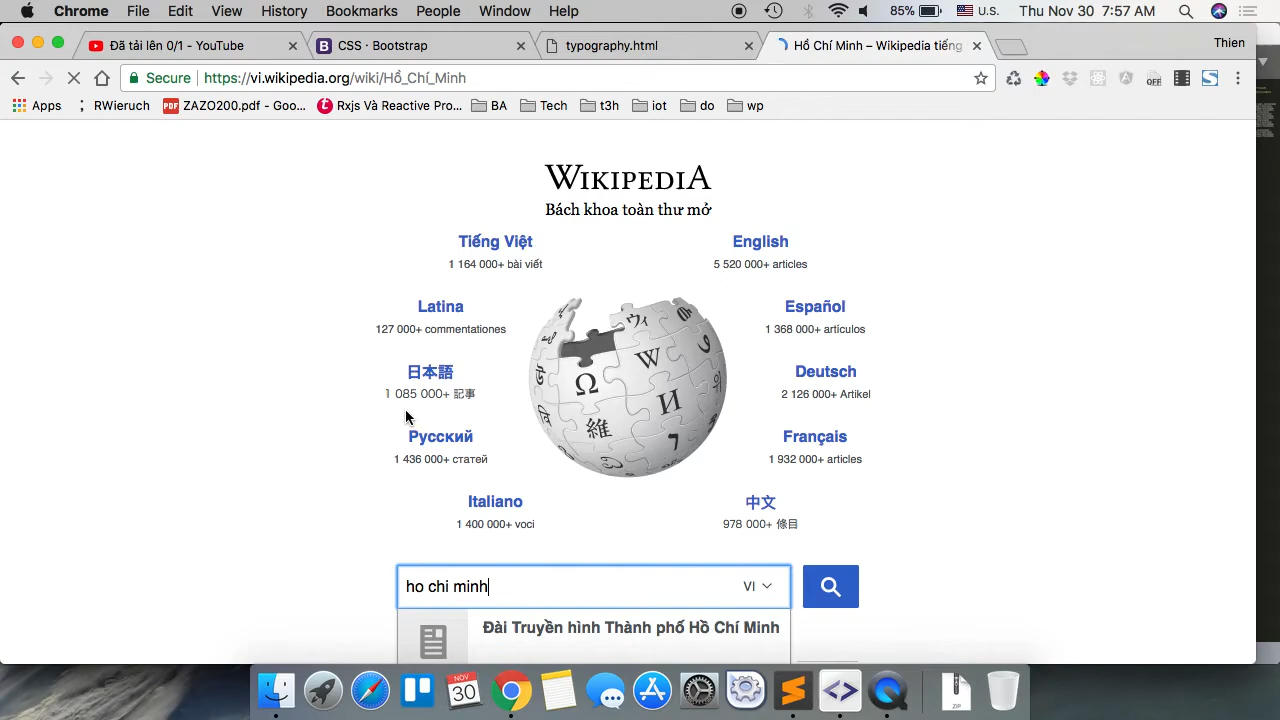 Chrome File Edit View History Bookmarks People Window Help 85% U.S. Thu Nov 30 7:57 AM
Đã tải lên 0/1 - YouTube CSS · Bootstrap typography.html Hồ Chí Minh – Wikipedia tiếng Thien
Secure https://vi.wikipedia.org/wiki/Hồ_Chí_Minh OFF
Apps RWieruch PDF ZAZO200.pdf - Goo... Rxjs Và Reactive Pro... BA Tech t3h iot do wp
WIKIPEDIA
Bách khoa toàn thư mở
Tiếng Việt English
1 164 000+ bài viết 5 520 000+ articles
Latina Español
127 000+ commentationes 1 368 000+ artículos
日本語 Deutsch
1 085 000+ 記事 2 126 000+ Artikel
Русский Français
1 436 000+ статей 1 932 000+ articles
Italiano 中文
1 400 000+ voci 978 000+ 條目
Ω W И 維
ho chi minh VI
Đài Truyền hình Thành phố Hồ Chí Minh
NOV
30
ZIP